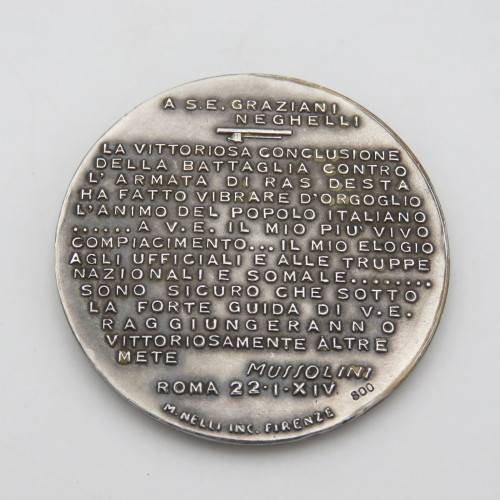 A S.E. GRAZIANI
NEGHELLI
LA VITTORIOSA CONCLUSIONE
DELLA BATTAGLIA CONTRO
L'ARMATA DI RAS DESTA
HA FATTO VIBRARE D'ORGOGLIO
L'ANIMO DEL POPOLO ITALIANO
...... A V.E. IL MIO PIU' VIVO
COMPIACIMENTO... IL MIO ELOGIO
AGLI UFFICIALI E ALLE TRUPPE
NAZIONALI E SOMALE........
SONO SICURO CHE SOTTO
LA FORTE GUIDA DI V.E.
RAGGIUNGERANNO
VITTORIOSAMENTE ALTRE
METE
MUSSOLINI
ROMA 22·I·XIV.
800
M. NELLI INC. FIRENZE